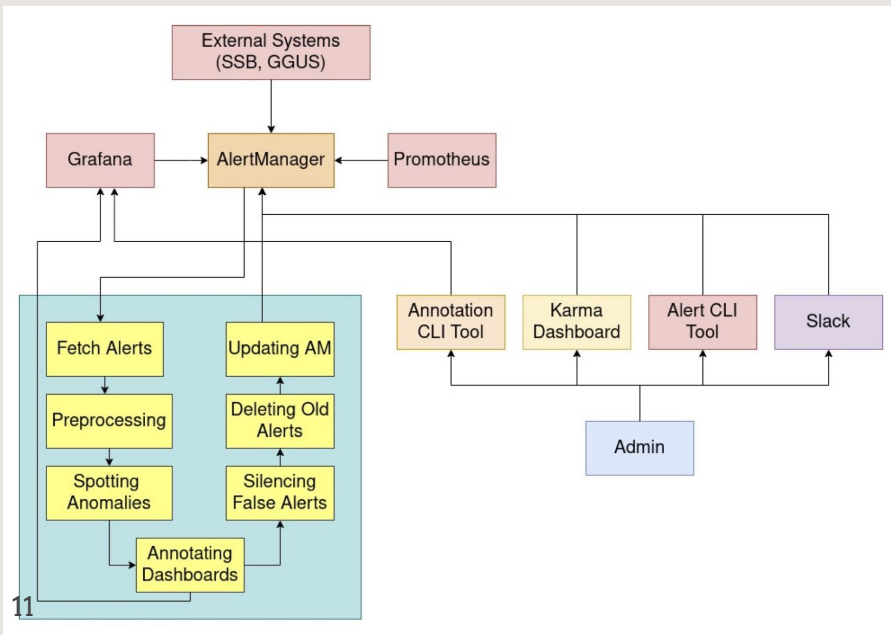 External Systems
(SSB, GGUS)
Grafana
AlertManager
Promotheus
Annotation
CLI Tool
Karma
Dashboard
Alert CLI
Tool
Slack
Fetch Alerts
Updating AM
Preprocessing
Deleting Old
Alerts
Admin
Spotting
Anomalies
Silencing
False Alerts
Annotating
Dashboards
11